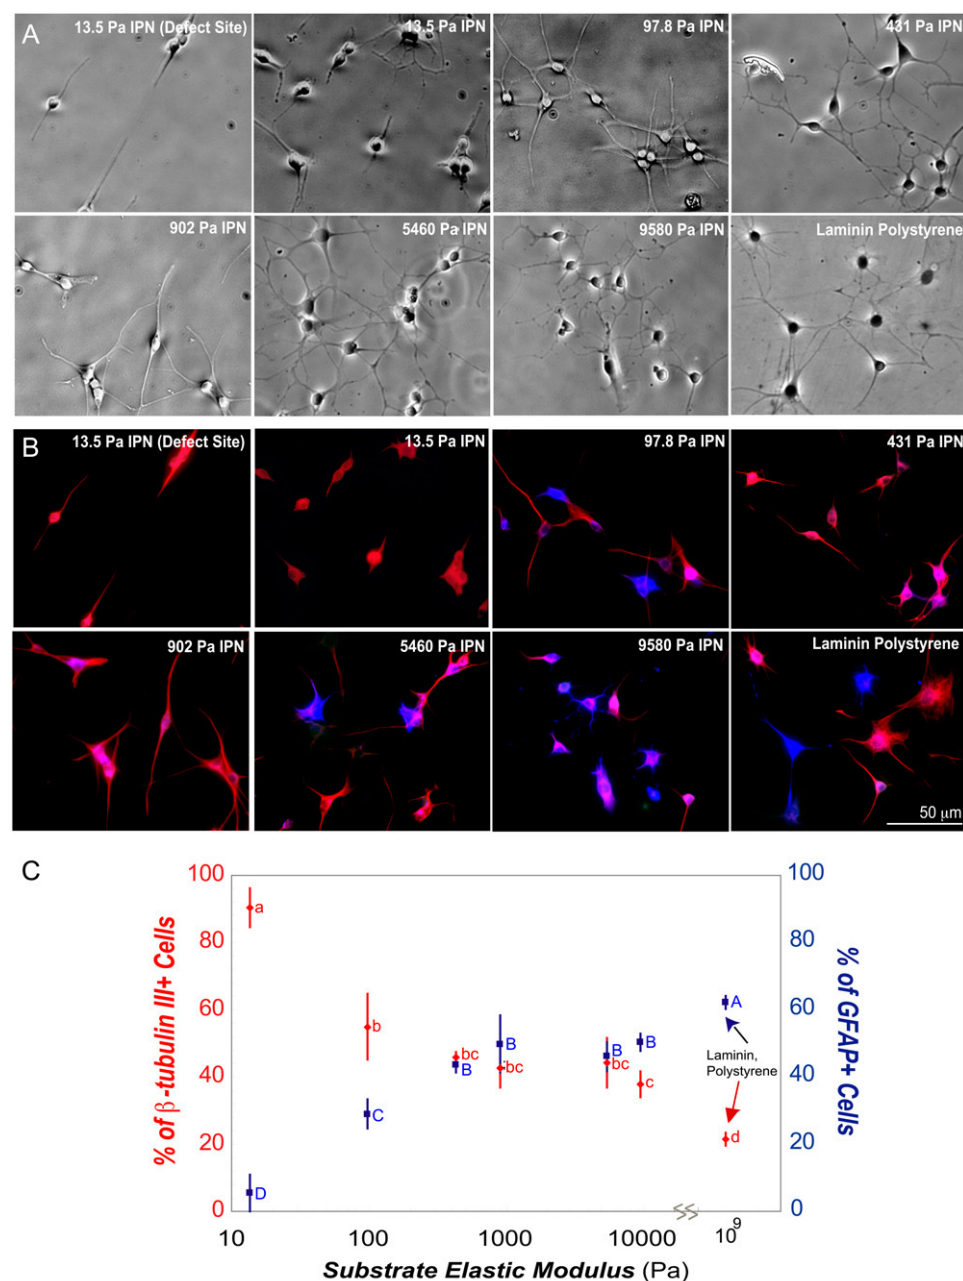 A
13.5 Pa IPN (Defect Site)
13.5 Pa IPN
97.8 Pa IPN
431 Pa IPN
902 Pa IPN
5460 Pa IPN
9580 Pa IPN
Laminin Polystyrene
B
13.5 Pa IPN (Defect Site)
13.5 Pa IPN
97.8 Pa IPN
431 Pa IPN
902 Pa IPN
5460 Pa IPN
9580 Pa IPN
Laminin Polystyrene
50 μm
C
% of β-tubulin III+ Cells
100
80
60
40
20
0
a
b
bc
bc
bc
c
d
D
C
B
B
B
B
A
Laminin,
Polystyrene
100
80
60
40
20
0
% of GFAP+ Cells
10
100
1000
10000
10⁹
Substrate Elastic Modulus (Pa)